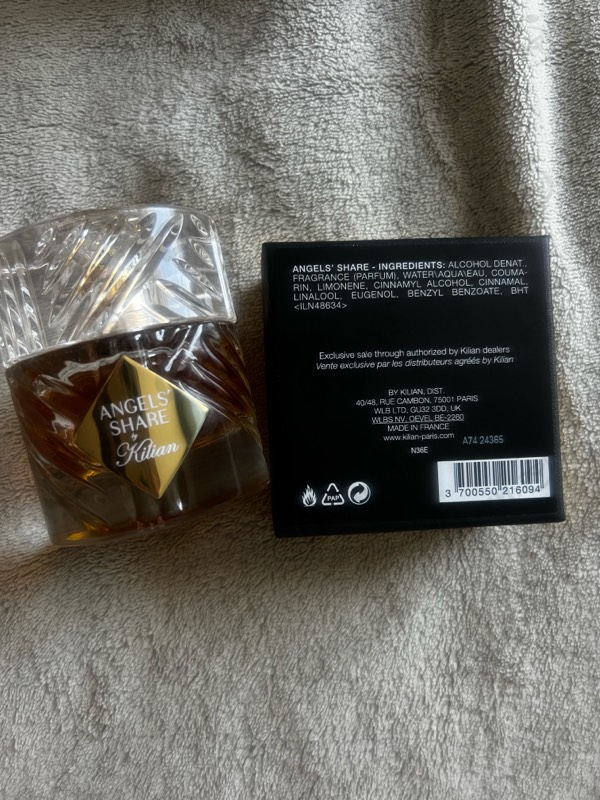 ANGELS'
SHARE
by
Kilian
ANGELS' SHARE - INGREDIENTS: ALCOHOL DENAT.,
FRAGRANCE (PARFUM), WATER\AQUA\EAU, COUMA-
RIN, LIMONENE, CINNAMYL ALCOHOL, CINNAMAL,
LINALOOL, EUGENOL, BENZYL BENZOATE, BHT
<ILN48634>
Exclusive sale through authorized by Kilian dealers
Vente exclusive par les distributeurs agréés by Kilian
BY KILIAN, DIST.
40/48, RUE CAMBON, 75001 PARIS
WLB LTD. GU32 3DD, UK
WLBS NV. OEVEL BE-2260
MADE IN FRANCE
www.kilian-paris.com
A74 24365
N36E
PAP
3 700550 216094